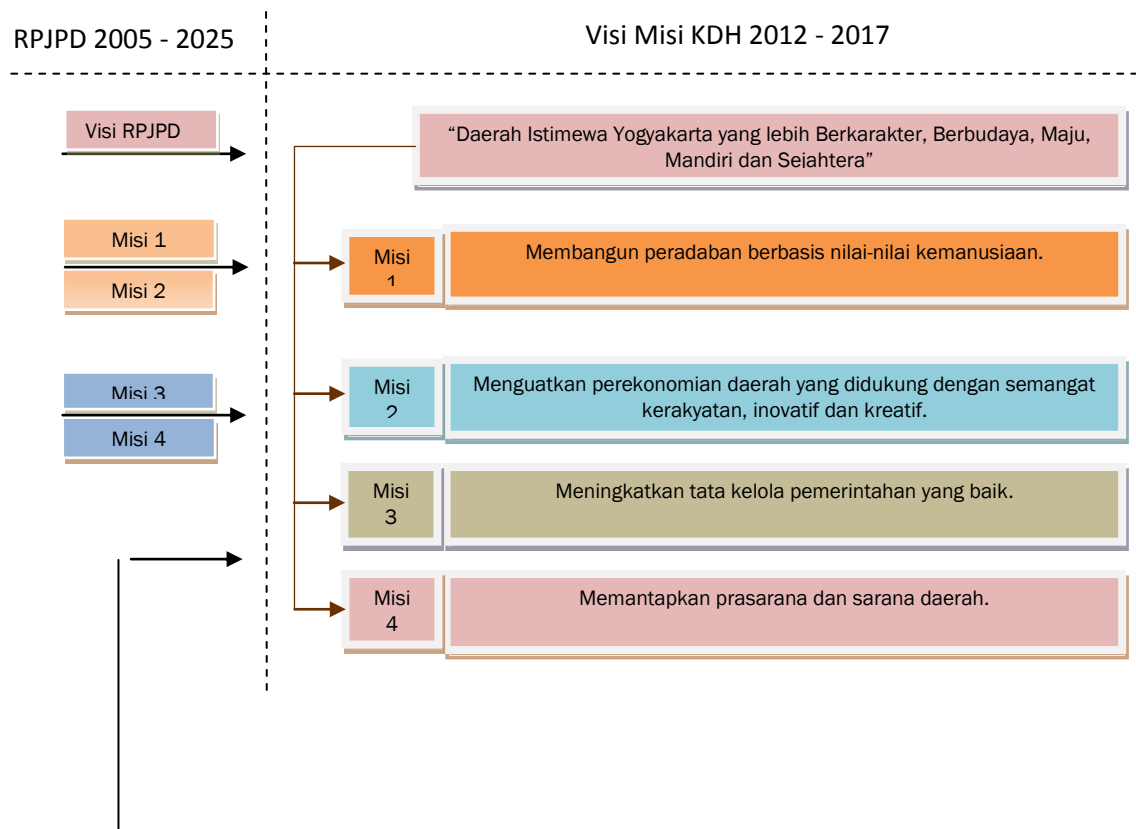 RPJPD 2005 - 2025
Visi Misi KDH 2012 - 2017
Visi RPJPD
“Daerah Istimewa Yogyakarta yang lebih Berkarakter, Berbudaya, Maju,
Mandiri dan Sejahtera”
Misi 1
Misi 2
Misi
1
Membangun peradaban berbasis nilai-nilai kemanusiaan.
Misi 3
Misi 4
Misi
2
Menguatkan perekonomian daerah yang didukung dengan semangat
kerakyatan, inovatif dan kreatif.
Misi
3
Meningkatkan tata kelola pemerintahan yang baik.
Misi
4
Memantapkan prasarana dan sarana daerah.